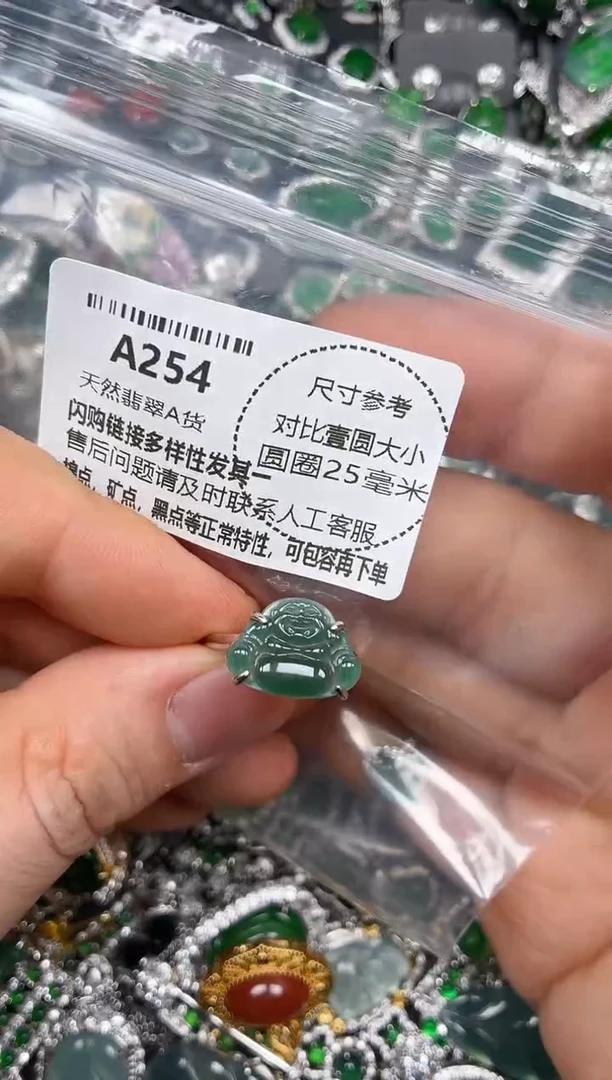 A254
天然翡翠A货
闪购链接多样性发其一
售后问题请及时联系人工客服
棉点，矿点，黑点等正常特性，可包容再下单
尺寸参考
对比壹圆大小
圆圈25毫米